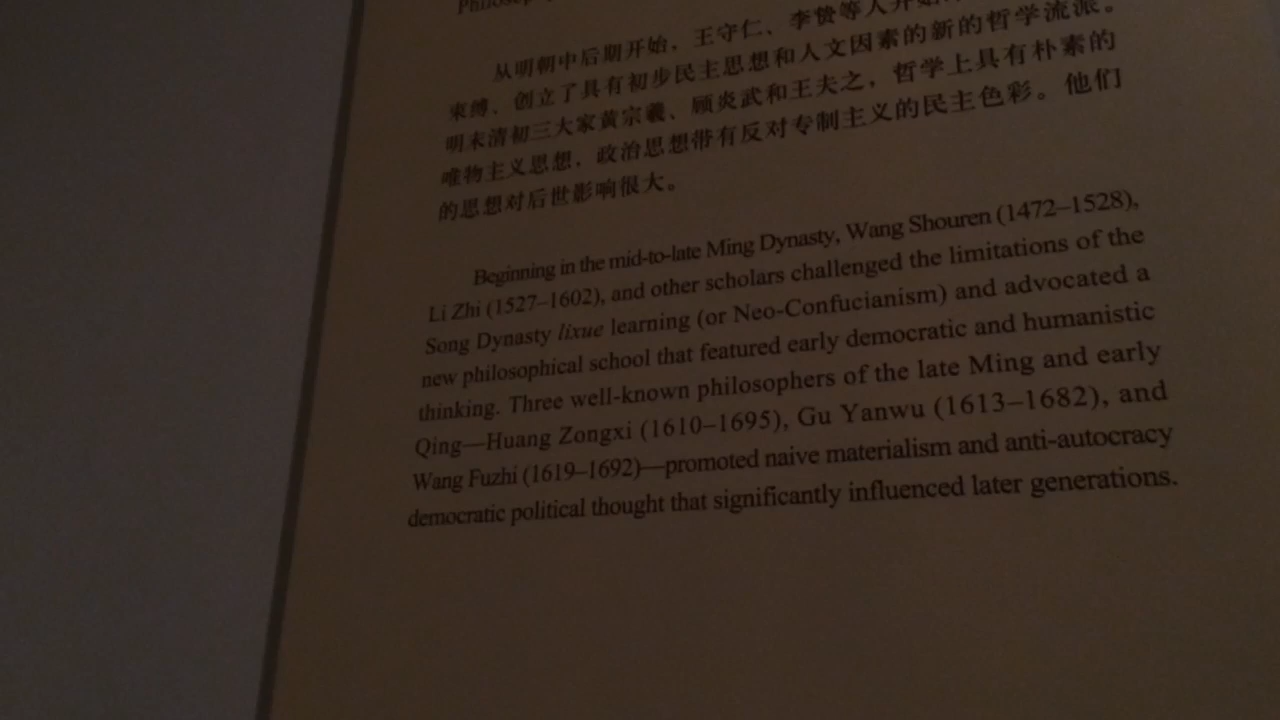 Philosop
从明朝中后期开始，王守仁、李贽等人开始
束缚、创立了具有初步民主思想和人文因素的新的哲学流派。
明末清初三大家黄宗羲、顾炎武和王夫之，哲学上具有朴素的
唯物主义思想，政治思想带有反对专制主义的民主色彩。他们
的思想对后世影响很大。
Beginning in the mid-to-late Ming Dynasty, Wang Shouren (1472–1528),
Li Zhi (1527–1602), and other scholars challenged the limitations of the
Song Dynasty lixue learning (or Neo-Confucianism) and advocated a
new philosophical school that featured early democratic and humanistic
thinking. Three well-known philosophers of the late Ming and early
Qing—Huang Zongxi (1610–1695), Gu Yanwu (1613–1682), and
Wang Fuzhi (1619–1692)—promoted naive materialism and anti-autocracy
democratic political thought that significantly influenced later generations.